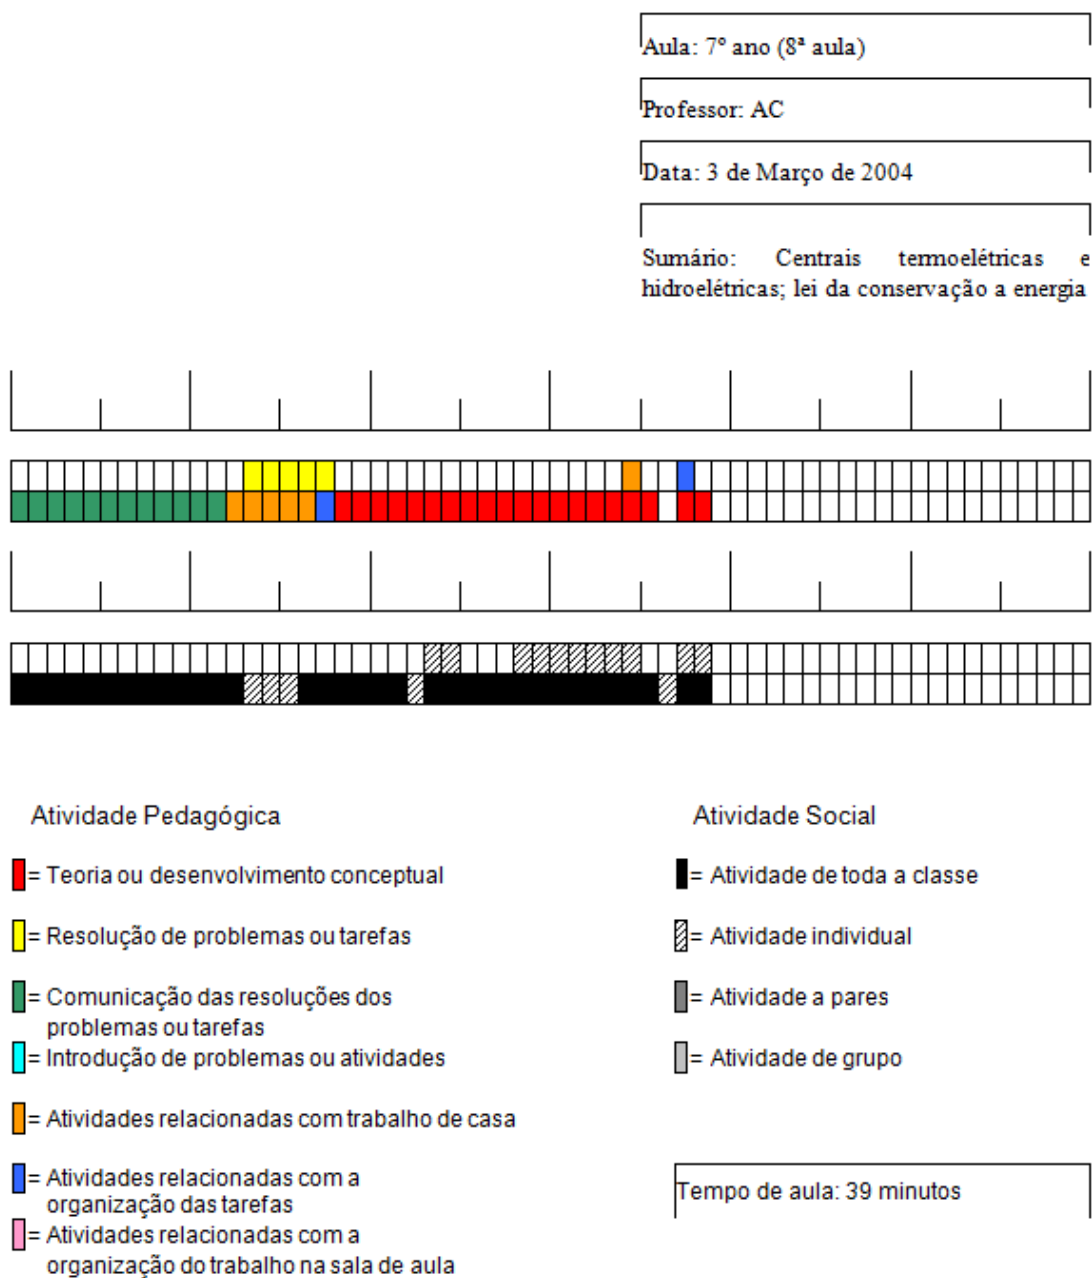 Aula: 7º ano (8ª aula)
Professor: AC
Data: 3 de Março de 2004
Sumário: Centrais termoelétricas e
hidroelétricas; lei da conservação a energia
Atividade Pedagógica
= Teoria ou desenvolvimento conceptual
= Resolução de problemas ou tarefas
= Comunicação das resoluções dos
problemas ou tarefas
= Introdução de problemas ou atividades
= Atividades relacionadas com trabalho de casa
= Atividades relacionadas com a
organização das tarefas
= Atividades relacionadas com a
organização do trabalho na sala de aula
Atividade Social
= Atividade de toda a classe
= Atividade individual
= Atividade a pares
= Atividade de grupo
Tempo de aula: 39 minutos